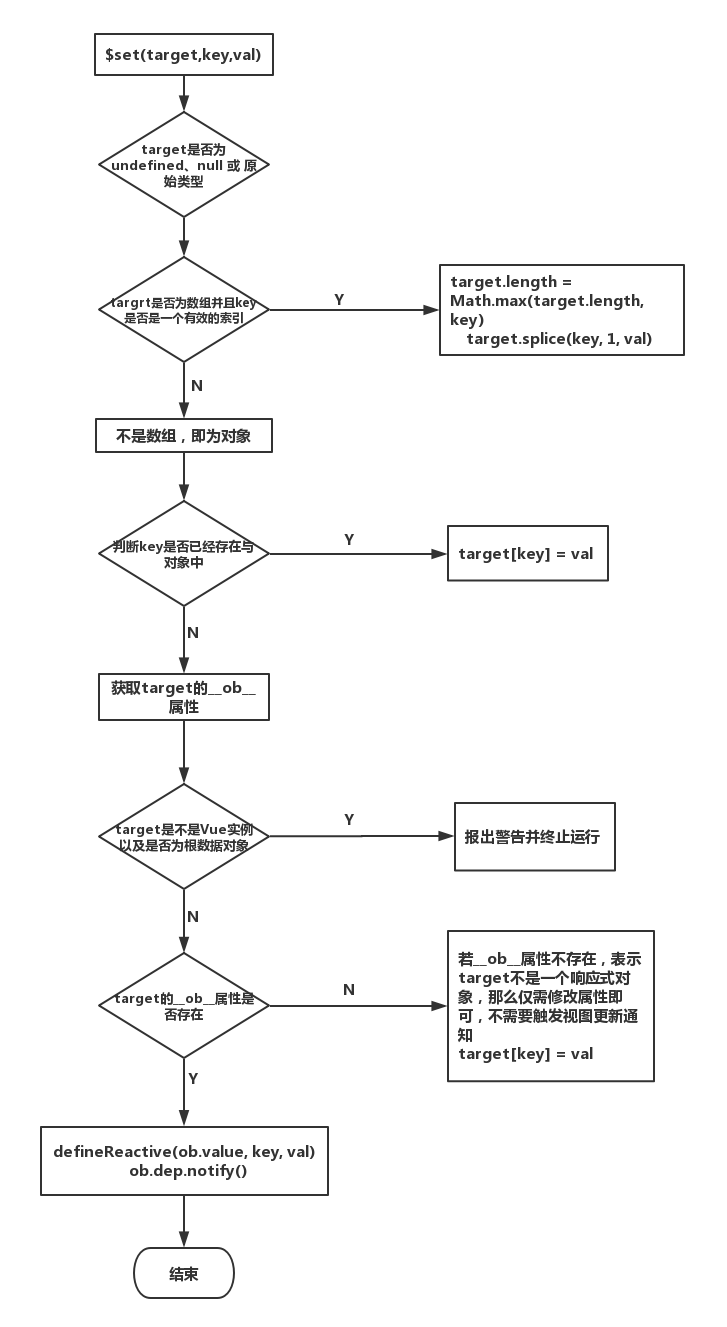 $set(target,key,val)
target是否为
undefined、null 或 原
始类型
targrt是否为数组并且key
是否是一个有效的索引
Y
target.length =
Math.max(target.length,
key)
target.splice(key, 1, val)
N
不是数组，即为对象
判断key是否已经存在与
对象中
Y
target[key] = val
N
获取target的__ob__
属性
target是不是Vue实例
以及是否为根数据对象
Y
报出警告并终止运行
N
target的__ob__属性是
否存在
N
若__ob__属性不存在，表示
target不是一个响应式对
象，那么仅需修改属性即
可，不需要触发视图更新通
知
target[key] = val
Y
defineReactive(ob.value, key, val)
ob.dep.notify()
结束